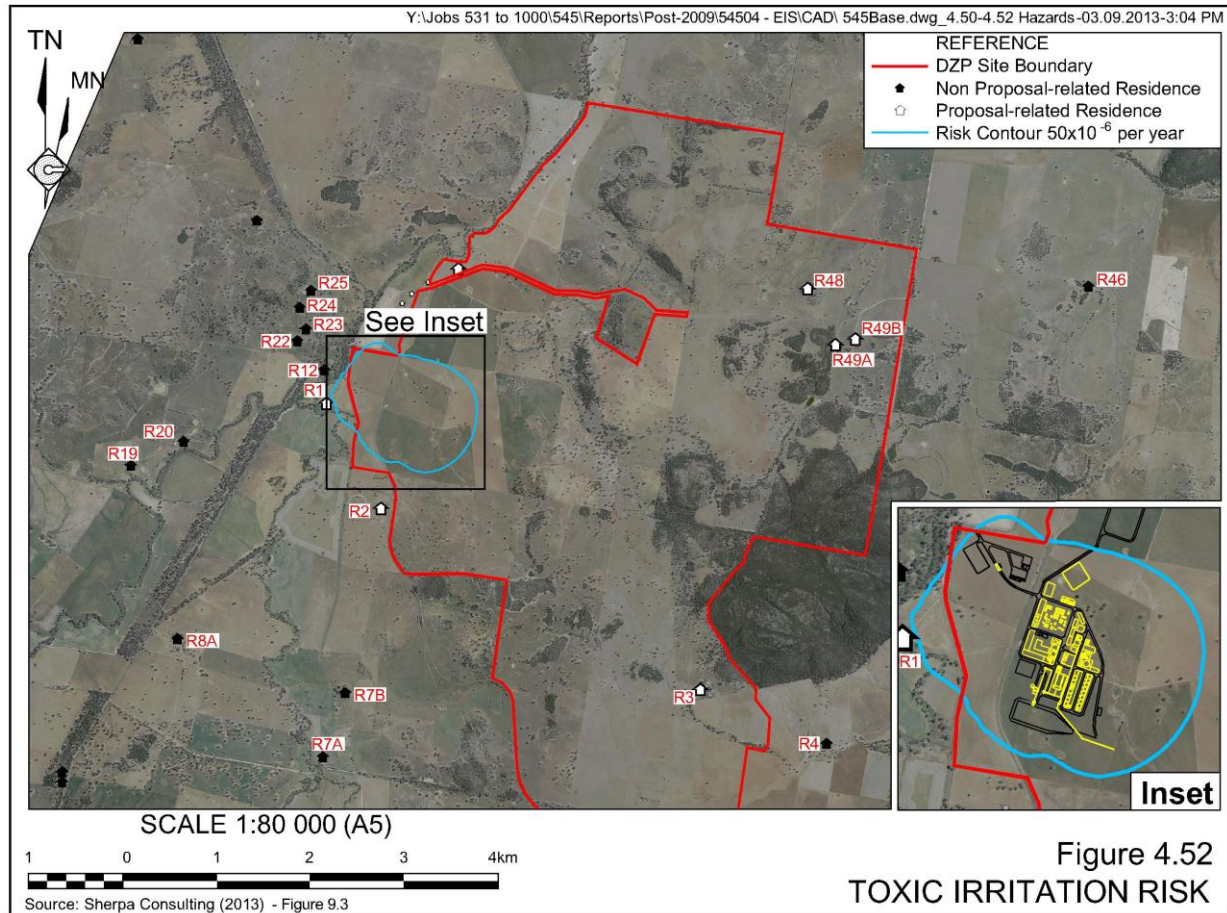 Y:\Jobs 531 to 1000\545\Reports\Post-2009\54504 - EIS\CAD\ 545Base.dwg_4.50-4.52 Hazards-03.09.2013-3:04 PM
TN
MN
REFERENCE
DZP Site Boundary
Non Proposal-related Residence
Proposal-related Residence
Risk Contour 50x10 -6 per year
R25
R24
R23
R22
See Inset
R12
R1
R20
R19
R2
R48
R46
R49B
R49A
R8A
R7B
R7A
R3
R4
R1
Inset
SCALE 1:80 000 (A5)
1 0 1 2 3 4km
Source: Sherpa Consulting (2013) - Figure 9.3
Figure 4.52
TOXIC IRRITATION RISK